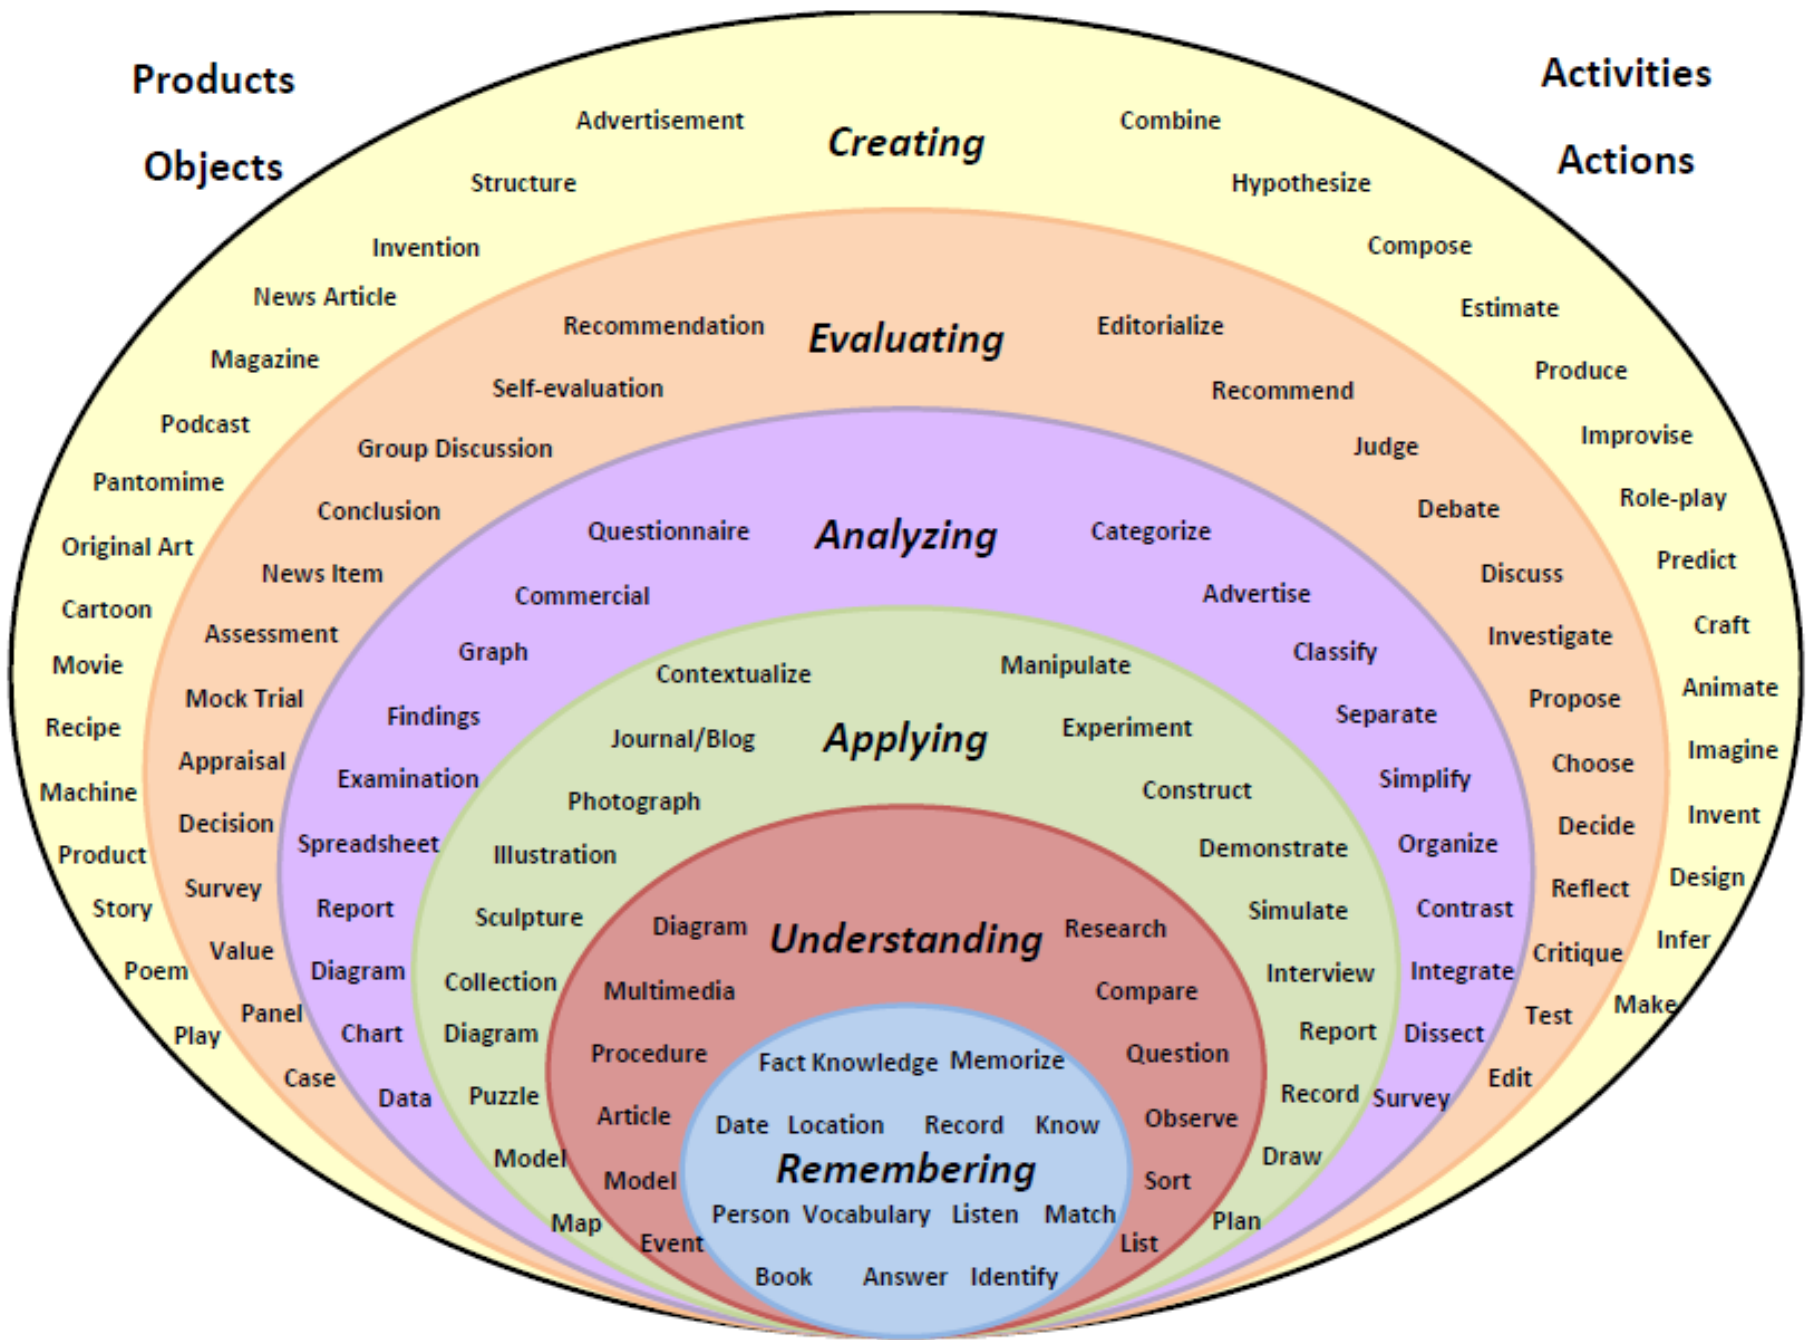 Products
Objects
Activities
Actions
Creating
Advertisement
Structure
Invention
News Article
Magazine
Podcast
Pantomime
Original Art
Cartoon
Movie
Recipe
Machine
Product
Story
Poem
Play
Combine
Hypothesize
Compose
Estimate
Produce
Improvise
Role-play
Predict
Craft
Animate
Imagine
Invent
Design
Infer
Make
Evaluating
Recommendation
Self-evaluation
Group Discussion
Conclusion
News Item
Assessment
Mock Trial
Appraisal
Decision
Survey
Value
Panel
Case
Editorialize
Recommend
Judge
Debate
Discuss
Investigate
Propose
Choose
Decide
Reflect
Critique
Test
Edit
Analyzing
Questionnaire
Commercial
Graph
Findings
Examination
Spreadsheet
Report
Diagram
Chart
Data
Categorize
Advertise
Classify
Separate
Simplify
Organize
Contrast
Integrate
Dissect
Survey
Applying
Contextualize
Journal/Blog
Photograph
Illustration
Sculpture
Collection
Diagram
Puzzle
Model
Map
Manipulate
Experiment
Construct
Demonstrate
Simulate
Interview
Report
Record
Draw
Plan
Understanding
Diagram
Multimedia
Procedure
Article
Model
Event
Research
Compare
Question
Observe
Sort
List
Fact Knowledge Memorize
Date Location Record Know
Remembering
Person Vocabulary Listen Match
Book Answer Identify